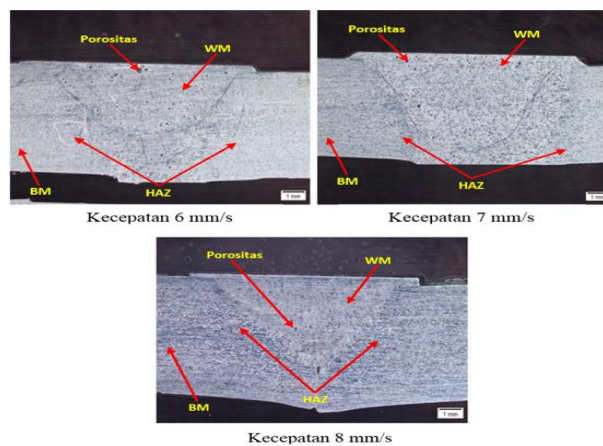 Porositas
WM
BM
HAZ
1 mm
Kecepatan 6 mm/s
Porositas
WM
BM
HAZ
1 mm
Kecepatan 7 mm/s
Porositas
WM
BM
HAZ
1 mm
Kecepatan 8 mm/s